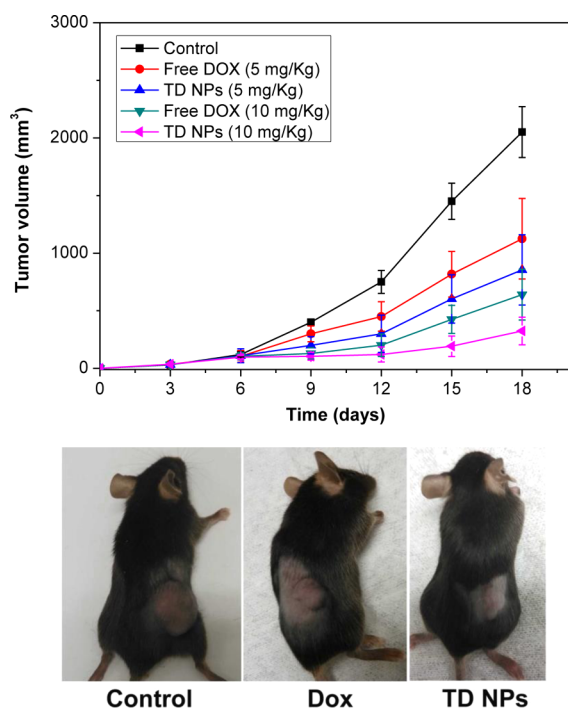 3000
2000
1000
0
Tumor volume (mm³)
Control
Free DOX (5 mg/Kg)
TD NPs (5 mg/Kg)
Free DOX (10 mg/Kg)
TD NPs (10 mg/Kg)
0 3 6 9 12 15 18
Time (days)
Control Dox TD NPs